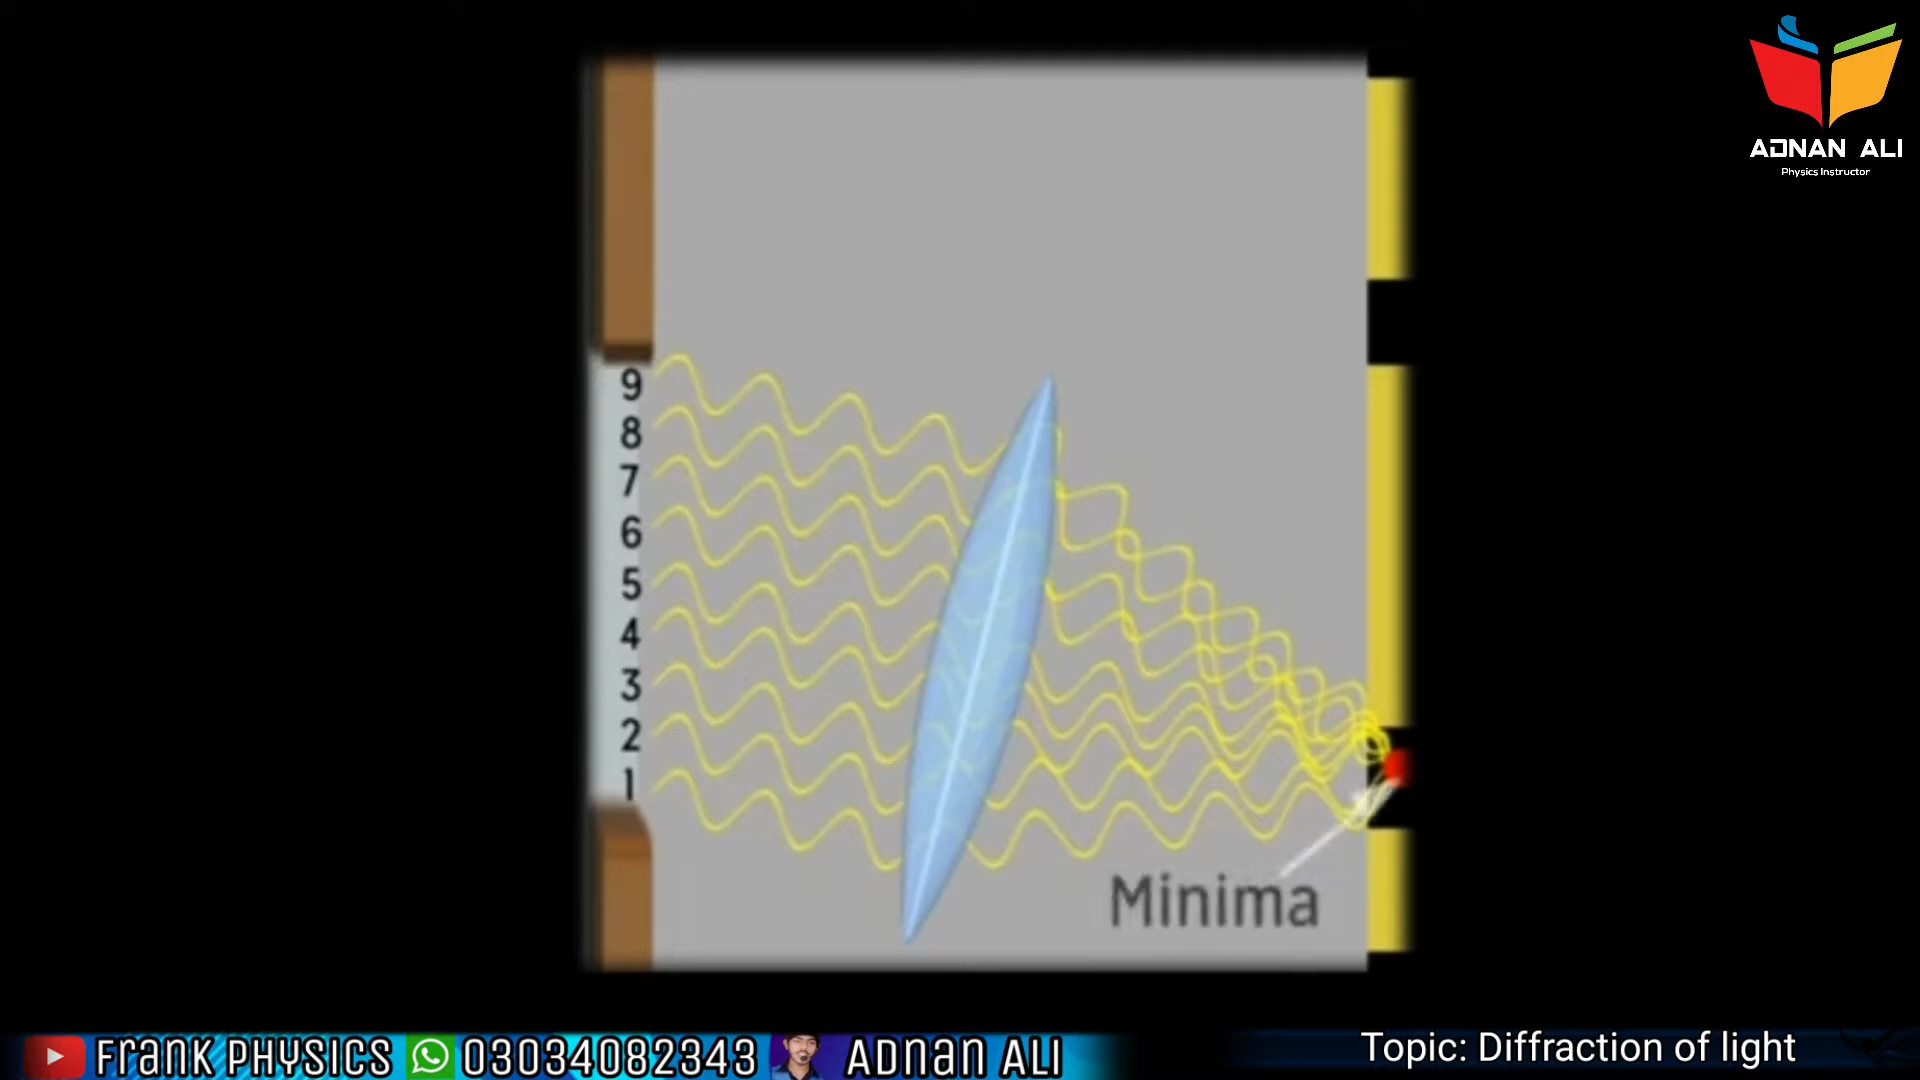 ADNAN ALI
Physics Instructor
9
8
7
6
5
4
3
2
1
Minima
Frank Physics 03034082343 Adnan Ali
Topic: Diffraction of light